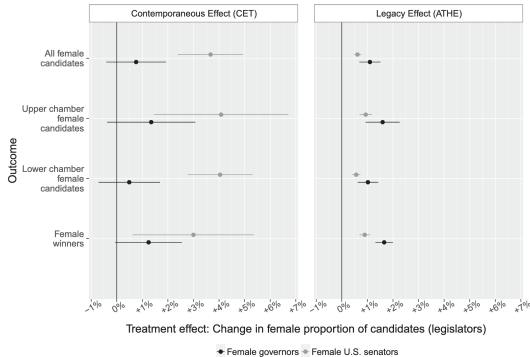 Contemporaneous Effect (CET)
Legacy Effect (ATHE)
Outcome
All female
candidates
Upper chamber
female
candidates
Lower chamber
female
candidates
Female
winners
−1% 0% +1% +2% +3% +4% +5% +6% +7%
−1% 0% +1% +2% +3% +4% +5% +6% +7%
Treatment effect: Change in female proportion of candidates (legislators)
Female governors Female U.S. senators